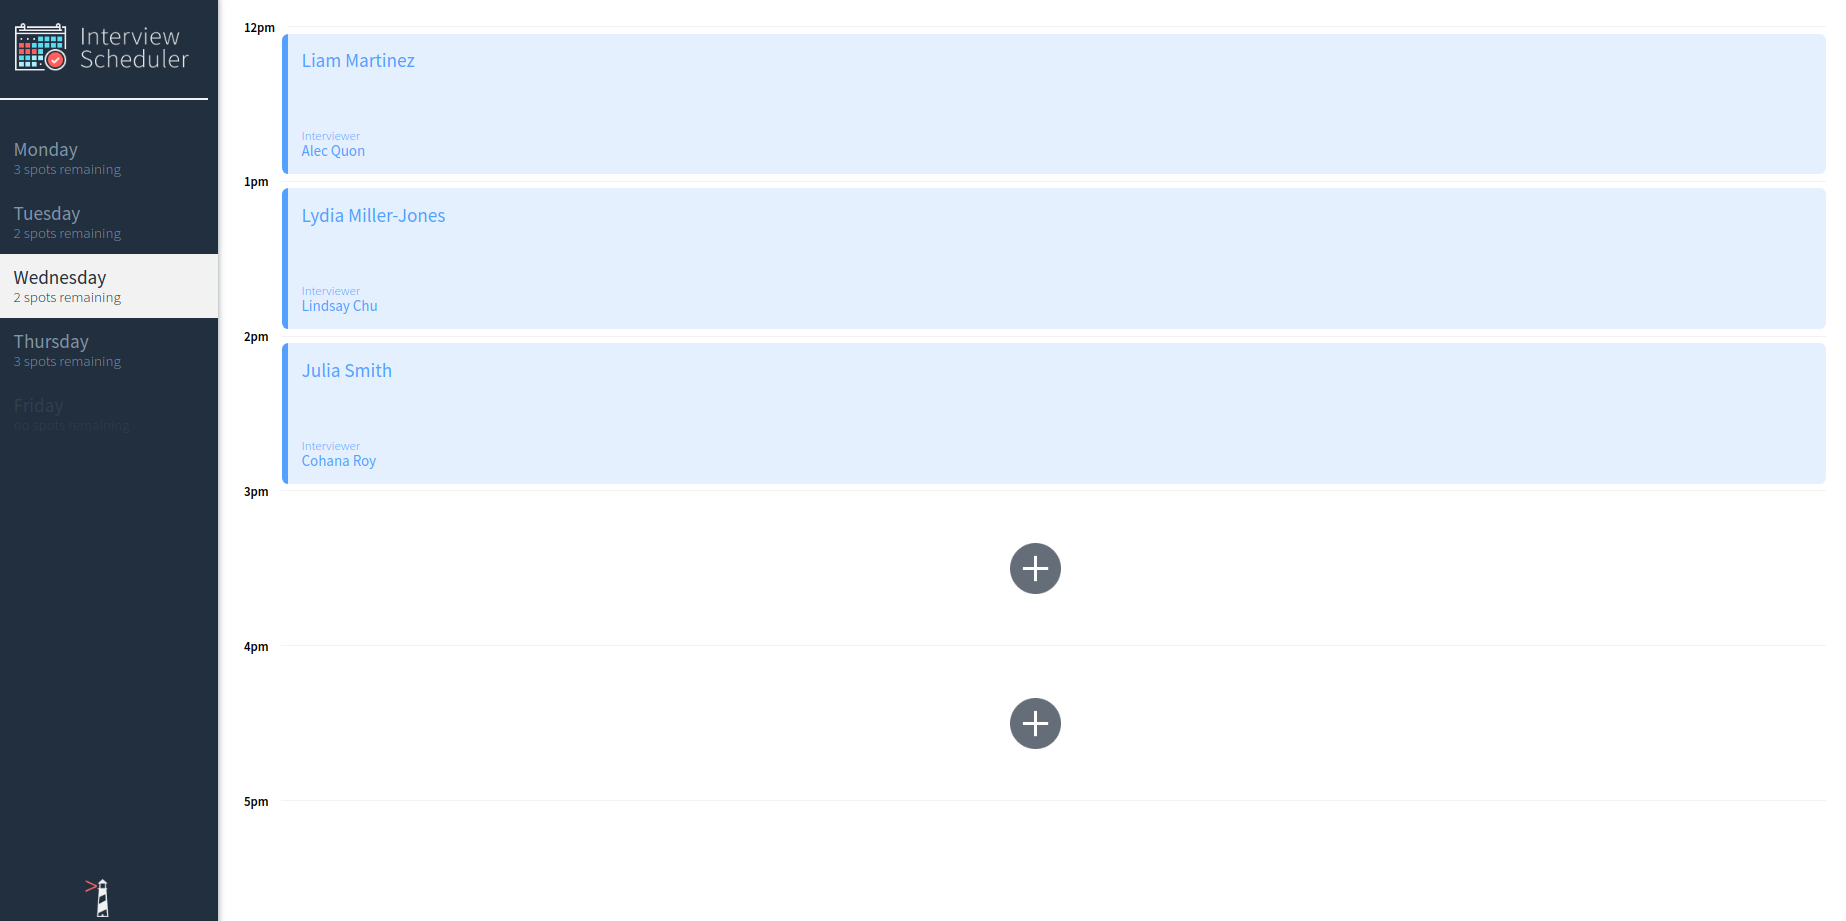 Interview
Scheduler
Monday
3 spots remaining
Tuesday
2 spots remaining
Wednesday
2 spots remaining
Thursday
3 spots remaining
Friday
no spots remaining
12pm
Liam Martinez
Interviewer
Alec Quon
1pm
Lydia Miller-Jones
Interviewer
Lindsay Chu
2pm
Julia Smith
Interviewer
Cohana Roy
3pm
4pm
5pm